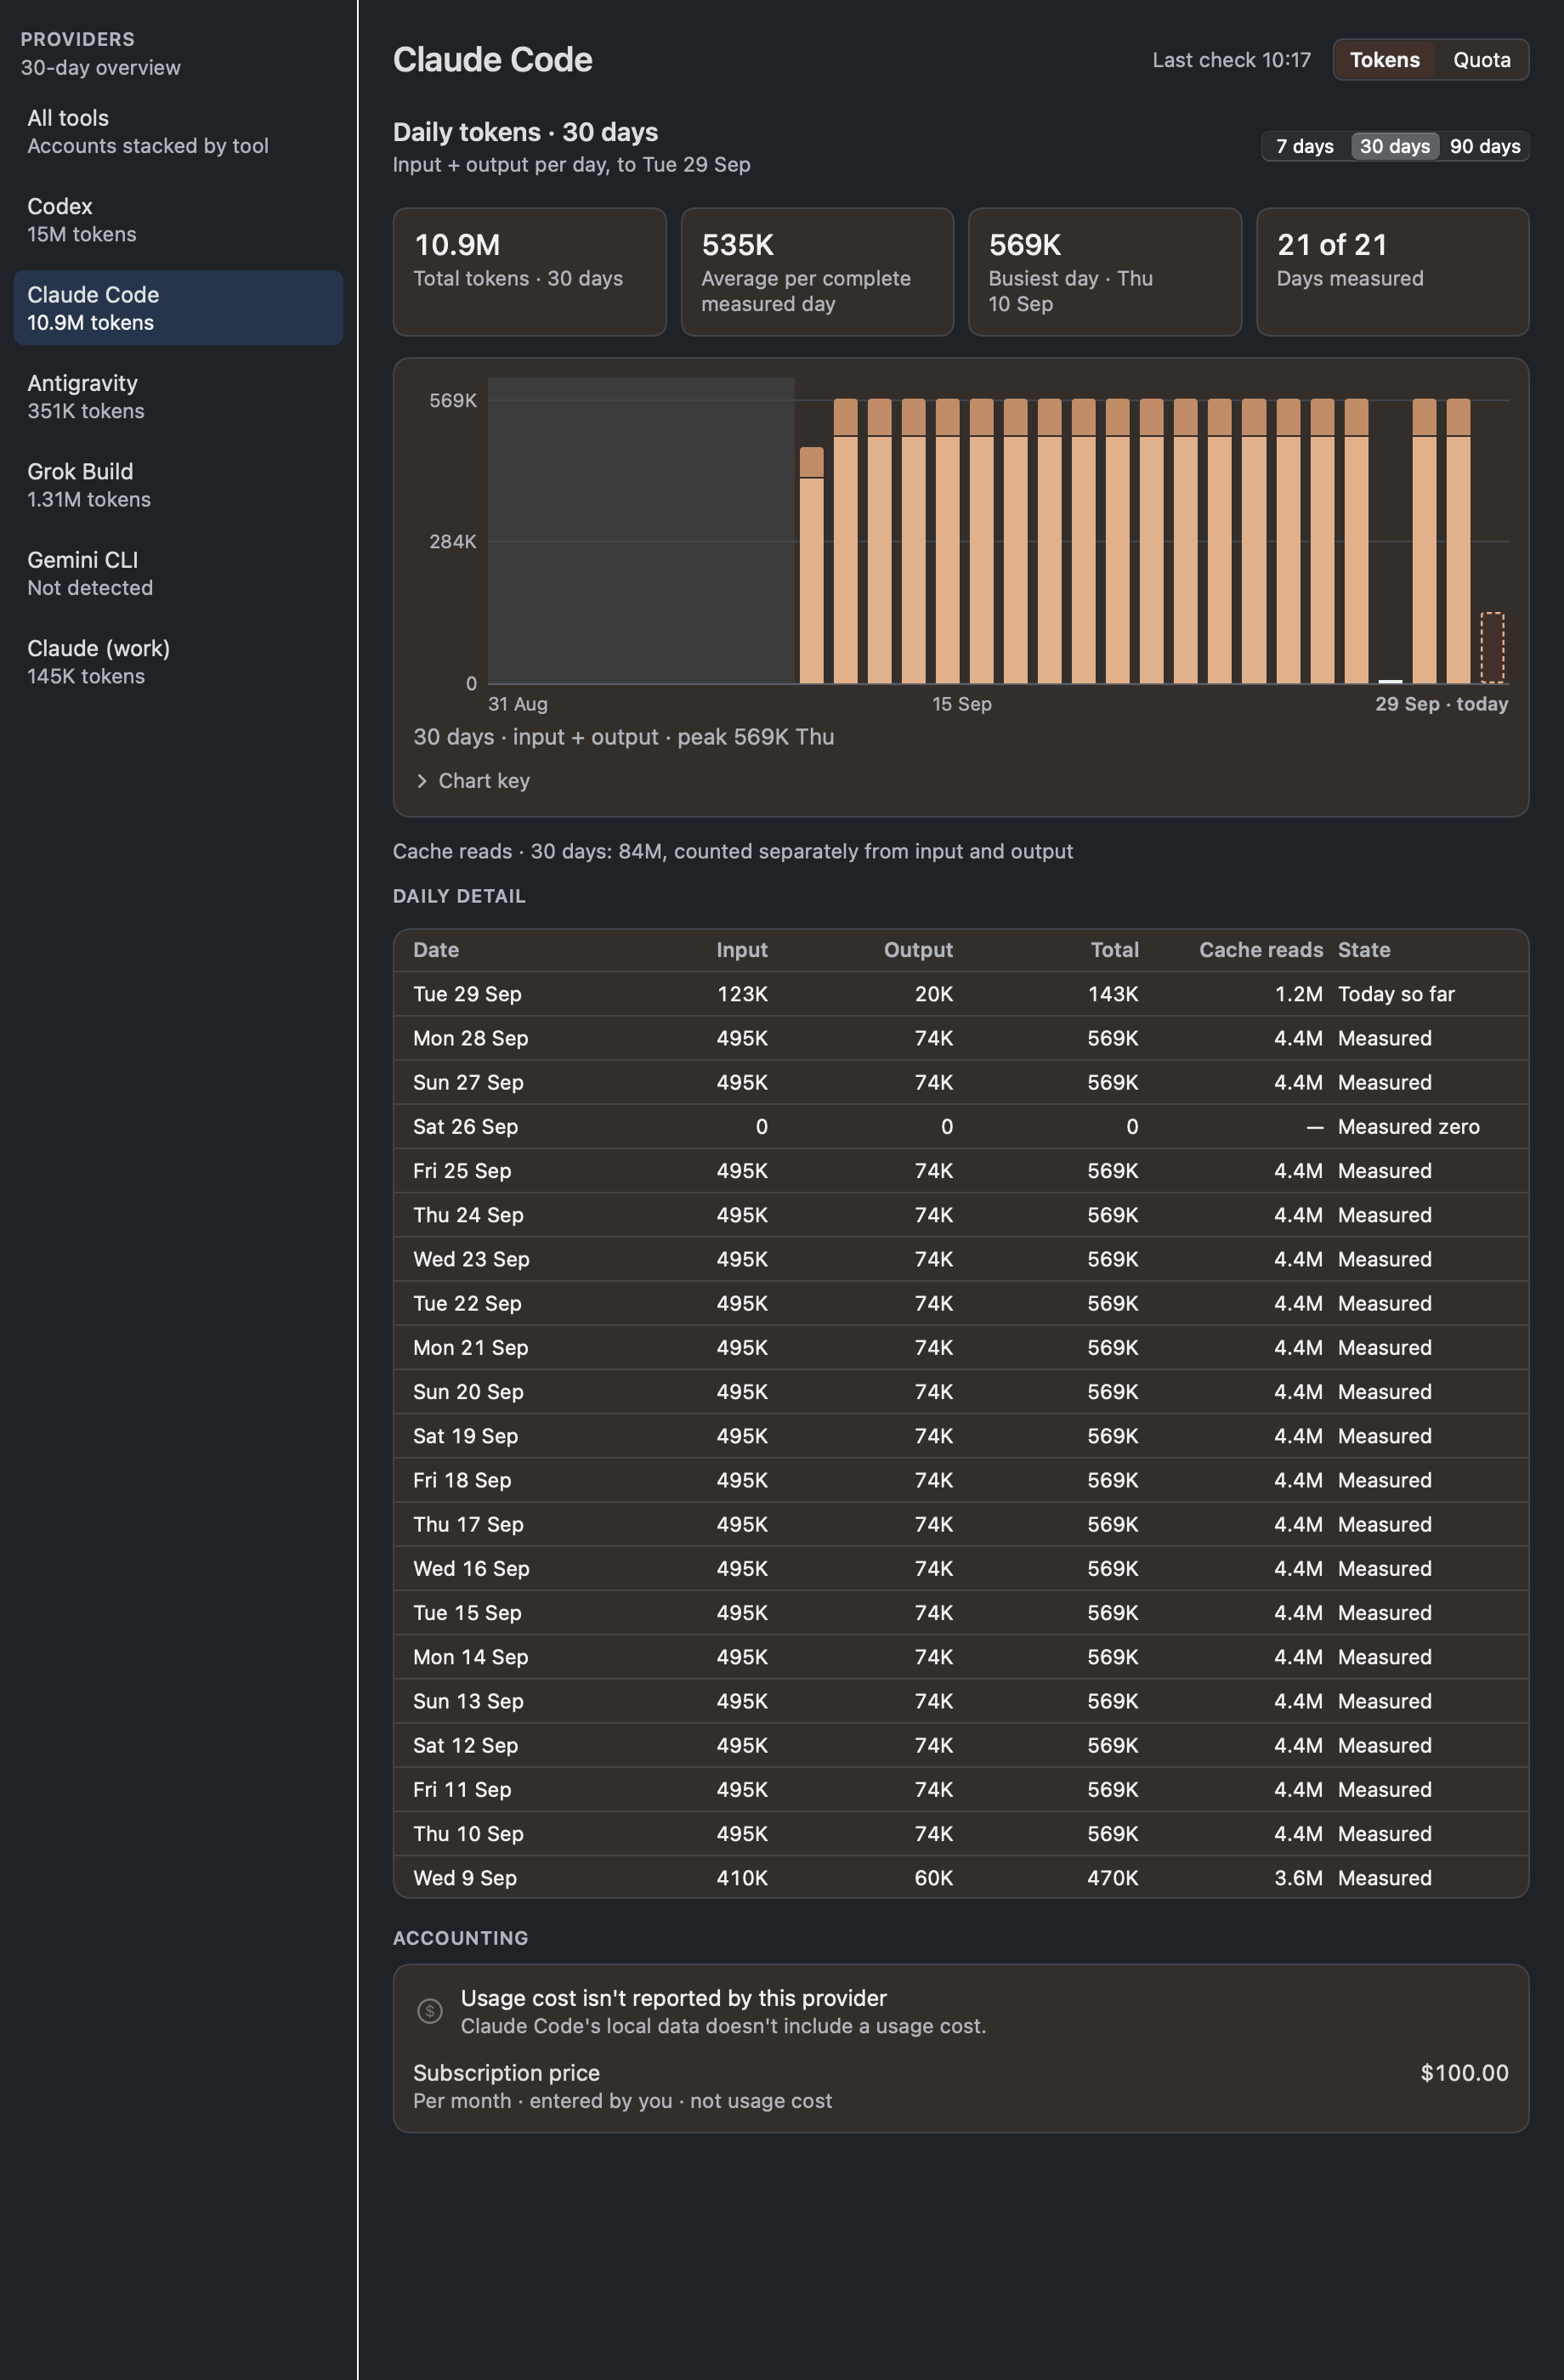 PROVIDERS
30-day overview
All tools
Accounts stacked by tool
Codex
15M tokens
Claude Code
10.9M tokens
Antigravity
351K tokens
Grok Build
1.31M tokens
Gemini CLI
Not detected
Claude (work)
145K tokens
Claude Code
Last check 10:17
Tokens Quota
Daily tokens · 30 days
Input + output per day, to Tue 29 Sep
7 days 30 days 90 days
10.9M
Total tokens · 30 days
535K
Average per complete
measured day
569K
Busiest day · Thu
10 Sep
21 of 21
Days measured
569K
284K
0
31 Aug 15 Sep 29 Sep · today
30 days · input + output · peak 569K Thu
Chart key
Cache reads · 30 days: 84M, counted separately from input and output
DAILY DETAIL
Date Input Output Total Cache reads State
Tue 29 Sep 123K 20K 143K 1.2M Today so far
Mon 28 Sep 495K 74K 569K 4.4M Measured
Sun 27 Sep 495K 74K 569K 4.4M Measured
Sat 26 Sep 0 0 0 — Measured zero
Fri 25 Sep 495K 74K 569K 4.4M Measured
Thu 24 Sep 495K 74K 569K 4.4M Measured
Wed 23 Sep 495K 74K 569K 4.4M Measured
Tue 22 Sep 495K 74K 569K 4.4M Measured
Mon 21 Sep 495K 74K 569K 4.4M Measured
Sun 20 Sep 495K 74K 569K 4.4M Measured
Sat 19 Sep 495K 74K 569K 4.4M Measured
Fri 18 Sep 495K 74K 569K 4.4M Measured
Thu 17 Sep 495K 74K 569K 4.4M Measured
Wed 16 Sep 495K 74K 569K 4.4M Measured
Tue 15 Sep 495K 74K 569K 4.4M Measured
Mon 14 Sep 495K 74K 569K 4.4M Measured
Sun 13 Sep 495K 74K 569K 4.4M Measured
Sat 12 Sep 495K 74K 569K 4.4M Measured
Fri 11 Sep 495K 74K 569K 4.4M Measured
Thu 10 Sep 495K 74K 569K 4.4M Measured
Wed 9 Sep 410K 60K 470K 3.6M Measured
ACCOUNTING
$
Usage cost isn't reported by this provider
Claude Code's local data doesn't include a usage cost.
Subscription price $100.00
Per month · entered by you · not usage cost